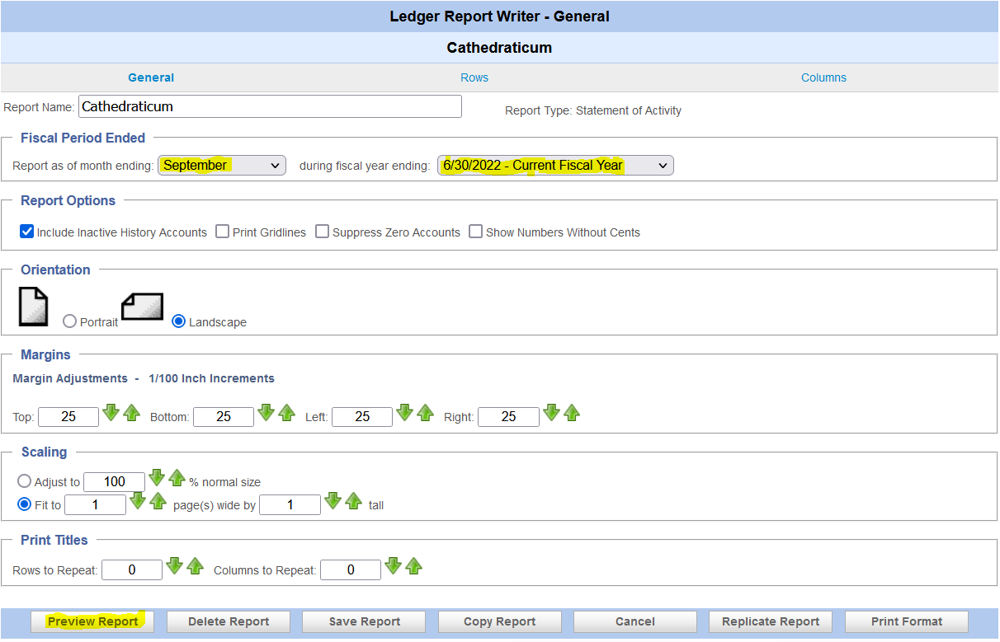 Ledger Report Writer - General
Cathedraticum
General Rows Columns
Report Name: Cathedraticum Report Type: Statement of Activity
Fiscal Period Ended
Report as of month ending: September during fiscal year ending: 6/30/2022 - Current Fiscal Year
Report Options
Include Inactive History Accounts Print Gridlines Suppress Zero Accounts Show Numbers Without Cents
Orientation
Portrait Landscape
Margins
Margin Adjustments - 1/100 Inch Increments
Top: 25 Bottom: 25 Left: 25 Right: 25
Scaling
Adjust to 100 % normal size
Fit to 1 page(s) wide by 1 tall
Print Titles
Rows to Repeat: 0 Columns to Repeat: 0
Preview Report Delete Report Save Report Copy Report Cancel Replicate Report Print Format